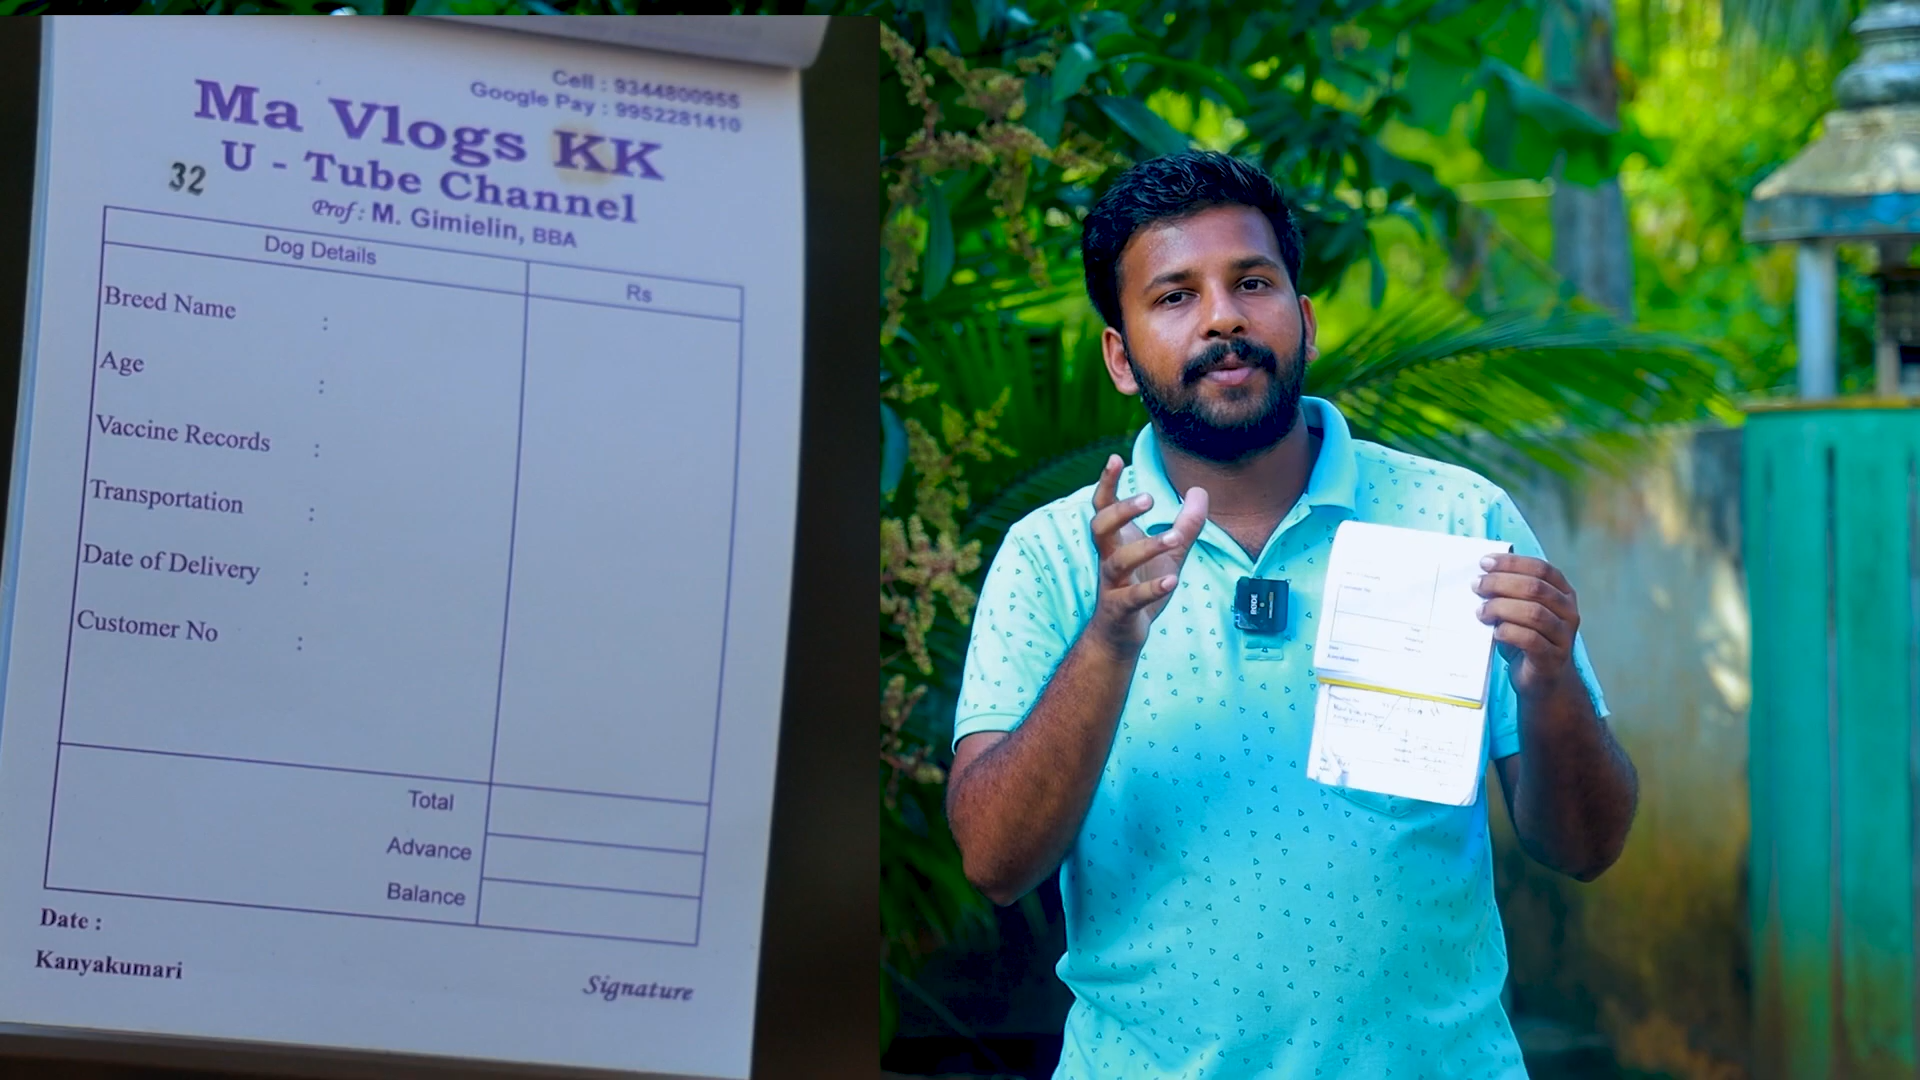 Cell : 9344800955
Google Pay : 9952281410
Ma Vlogs KK
U - Tube Channel
32
Prof : M. Gimielin, BBA
Dog Details
Rs
Breed Name :
Age :
Vaccine Records :
Transportation :
Date of Delivery :
Customer No :
Total
Advance
Balance
Date :
Kanyakumari
Signature
RØDE